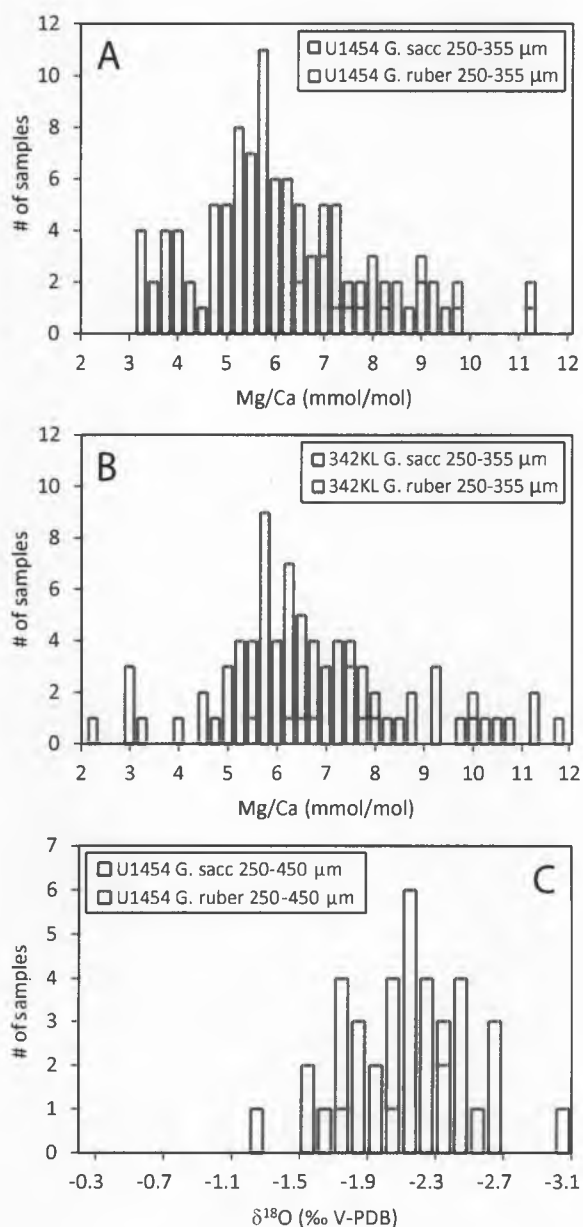 A
U1454 G. sacc 250-355 µm
U1454 G. ruber 250-355 µm
12
10
8
6
4
2
0
# of samples
2 3 4 5 6 7 8 9 10 11 12
Mg/Ca (mmol/mol)
B
342KL G. sacc 250-355 µm
342KL G. ruber 250-355 µm
12
10
8
6
4
2
0
# of samples
2 3 4 5 6 7 8 9 10 11 12
Mg/Ca (mmol/mol)
C
U1454 G. sacc 250-450 µm
U1454 G. ruber 250-450 µm
7
6
5
4
3
2
1
0
# of samples
-0.3 -0.7 -1.1 -1.5 -1.9 -2.3 -2.7 -3.1
δ¹⁸O (‰ V-PDB)